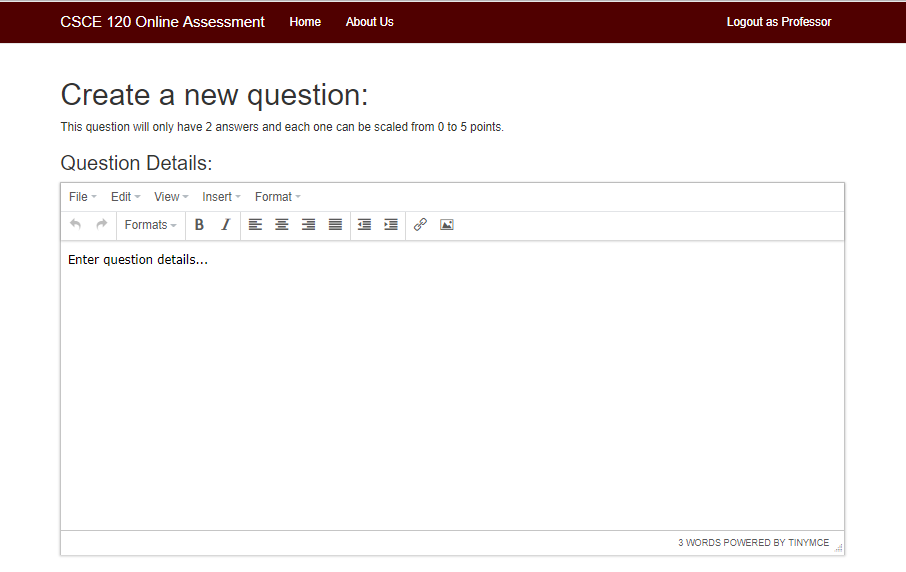 CSCE 120 Online Assessment Home About Us Logout as Professor
Create a new question:
This question will only have 2 answers and each one can be scaled from 0 to 5 points.
Question Details:
File Edit View Insert Format
Formats B I
Enter question details...
3 WORDS POWERED BY TINYMCE